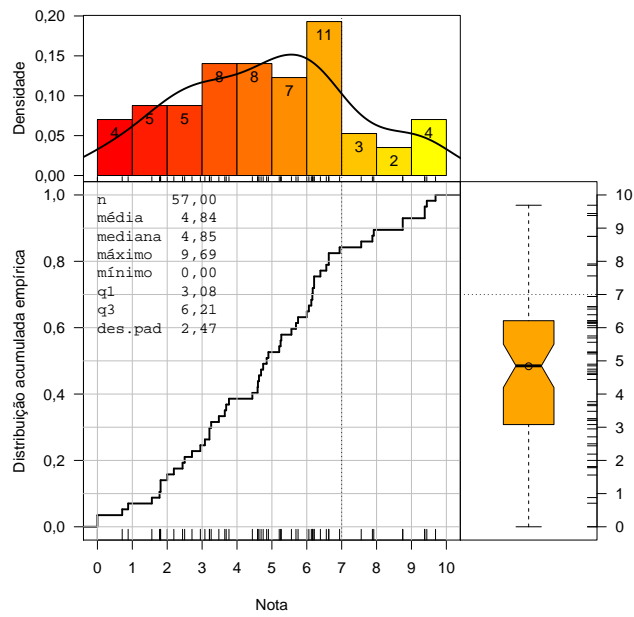 0,20
0,15
0,10
0,05
0,00
Densidade
4
5
5
8
8
7
11
3
2
4
1,0
0,8
0,6
0,4
0,2
0,0
Distribuição acumulada empírica
n 57,00
média 4,84
mediana 4,85
máximo 9,69
mínimo 0,00
q1 3,08
q3 6,21
des.pad 2,47
0 1 2 3 4 5 6 7 8 9 10
Nota
10
9
8
7
6
5
4
3
2
1
0